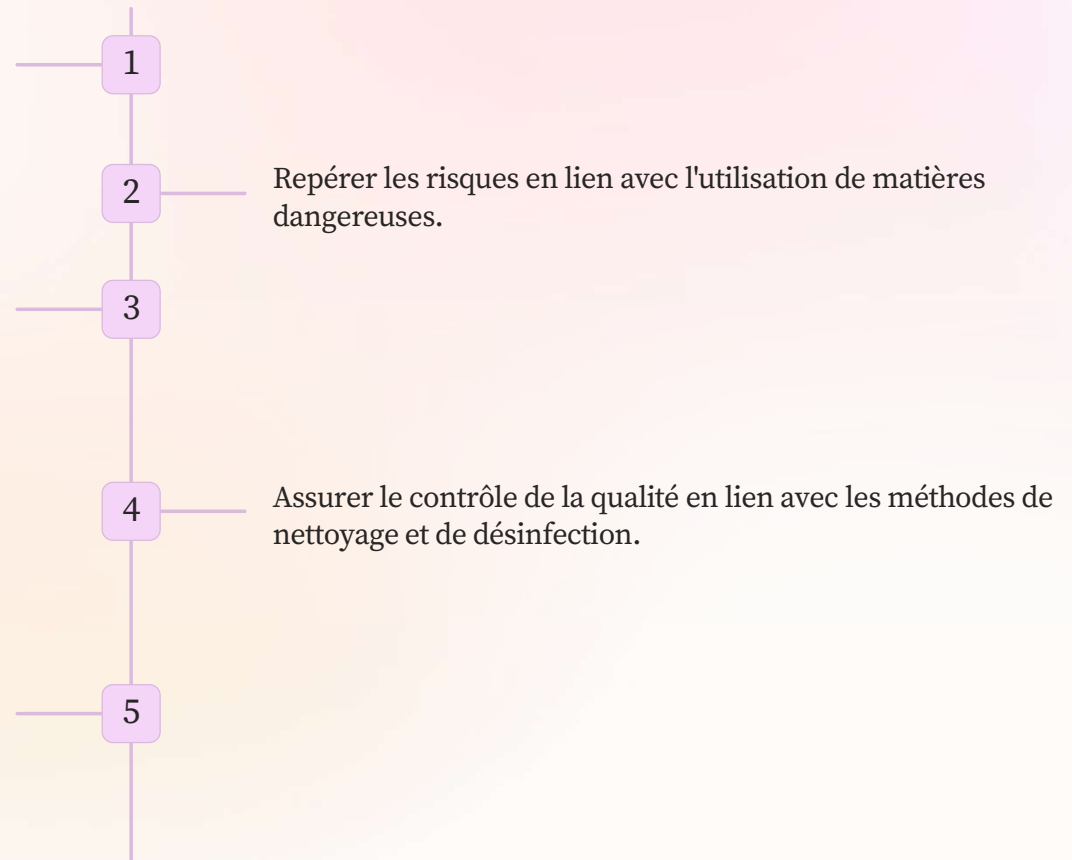 1
2
Repérer les risques en lien avec l'utilisation de matières
dangereuses.
3
4
Assurer le contrôle de la qualité en lien avec les méthodes de
nettoyage et de désinfection.
5